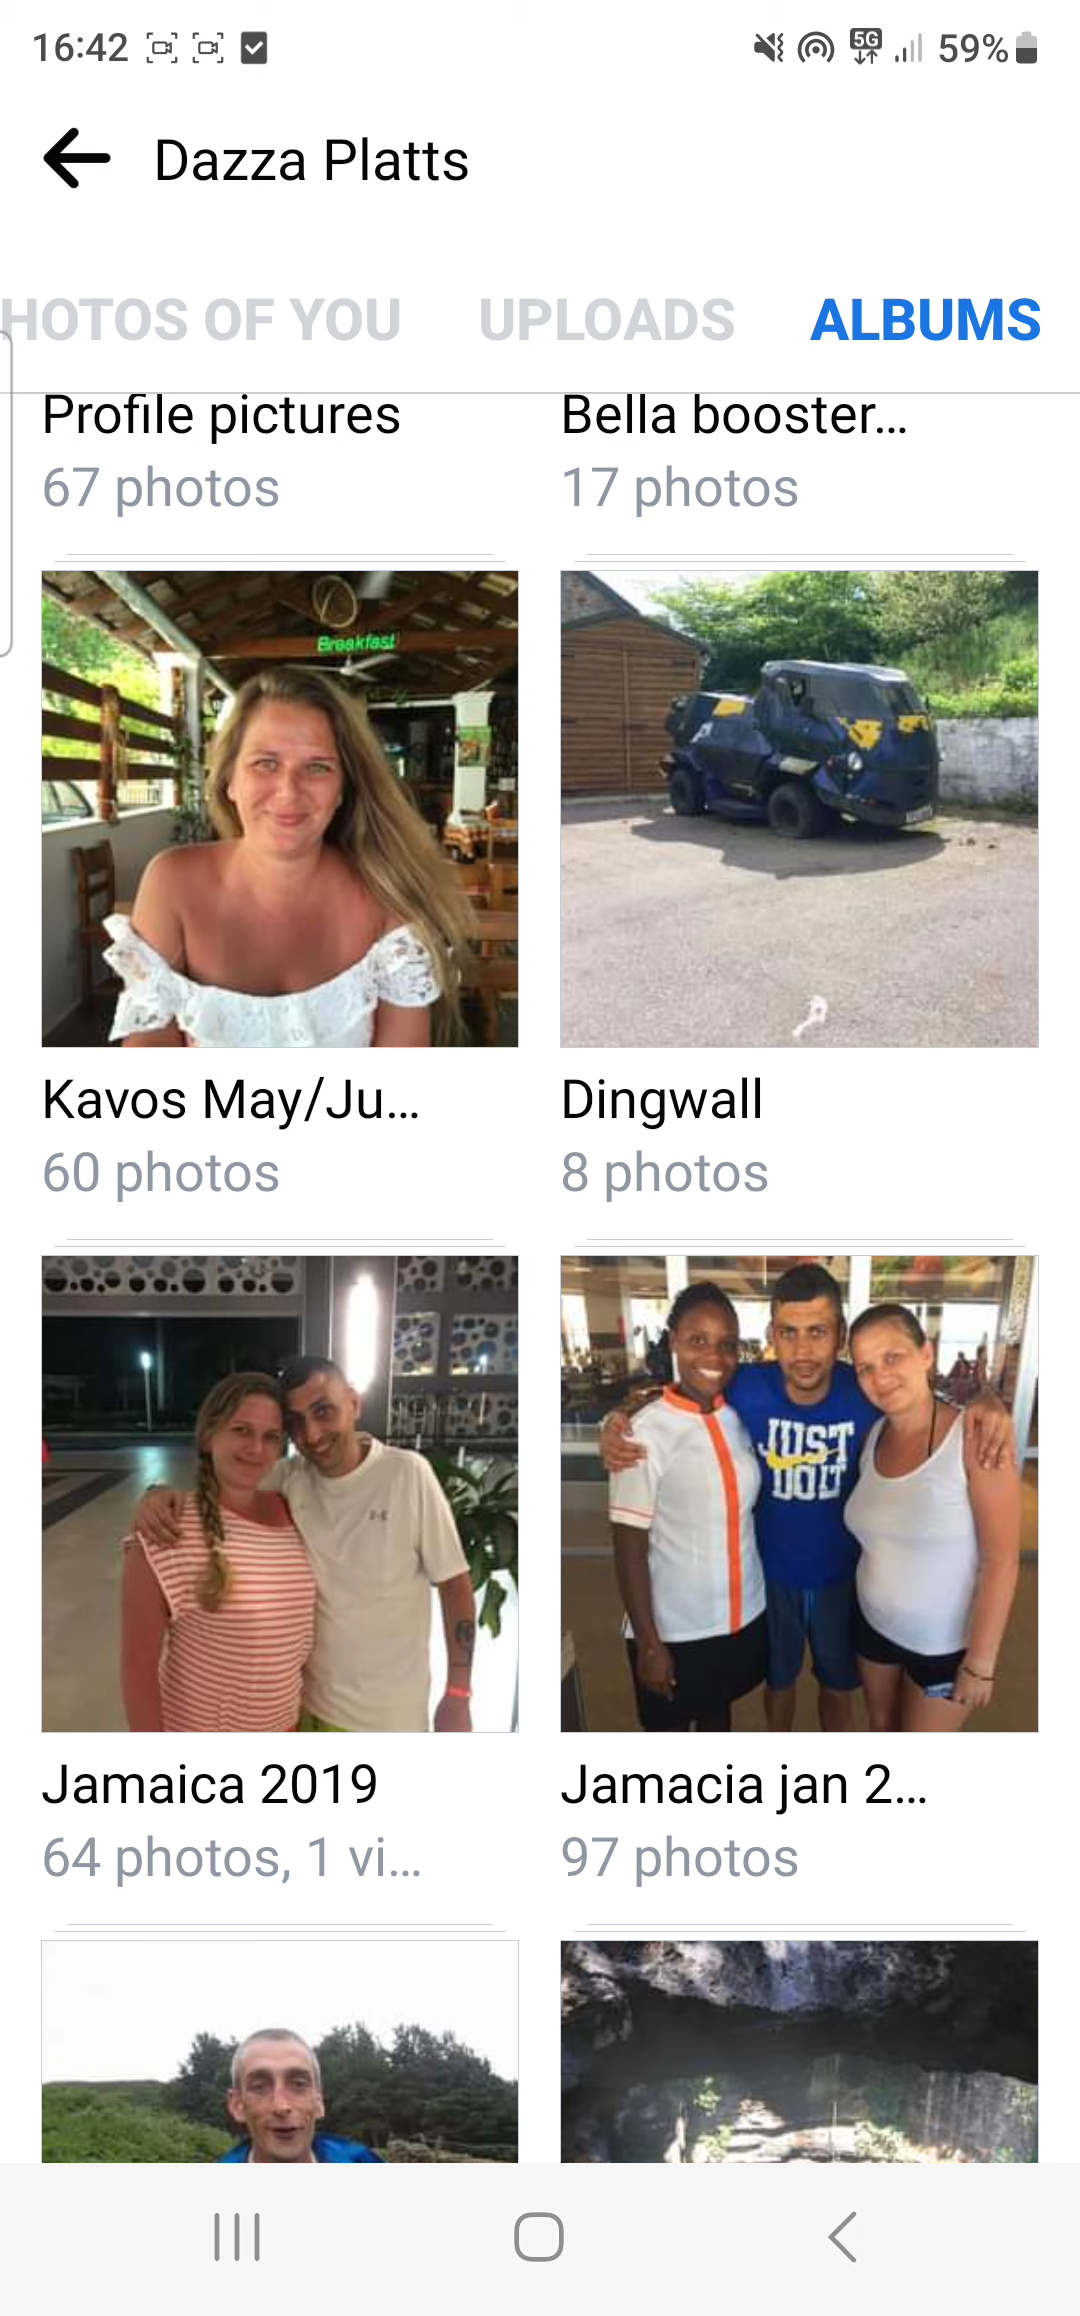 16:42 5G 59%
Dazza Platts
HOTOS OF YOU UPLOADS ALBUMS
Profile pictures Bella booster...
67 photos 17 photos
Breakfast
Kavos May/Ju... Dingwall
60 photos 8 photos
JUST
DO IT
Jamaica 2019 Jamacia jan 2...
64 photos, 1 vi... 97 photos